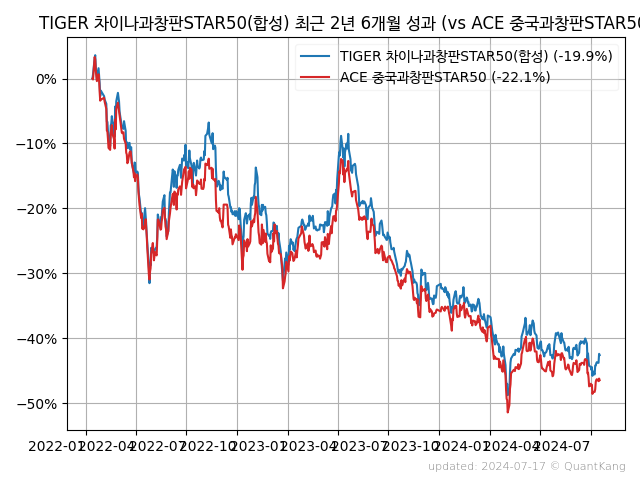 TIGER 차이나과창판STAR50(합성) 최근 2년 6개월 성과 (vs ACE 중국과창판STAR50
TIGER 차이나과창판STAR50(합성) (-19.9%)
ACE 중국과창판STAR50 (-22.1%)
0%
−10%
−20%
−30%
−40%
−50%
2022-01 2022-04 2022-07 2022-10 2023-01 2023-04 2023-07 2023-10 2024-01 2024-04 2024-07
updated: 2024-07-17 © QuantKang